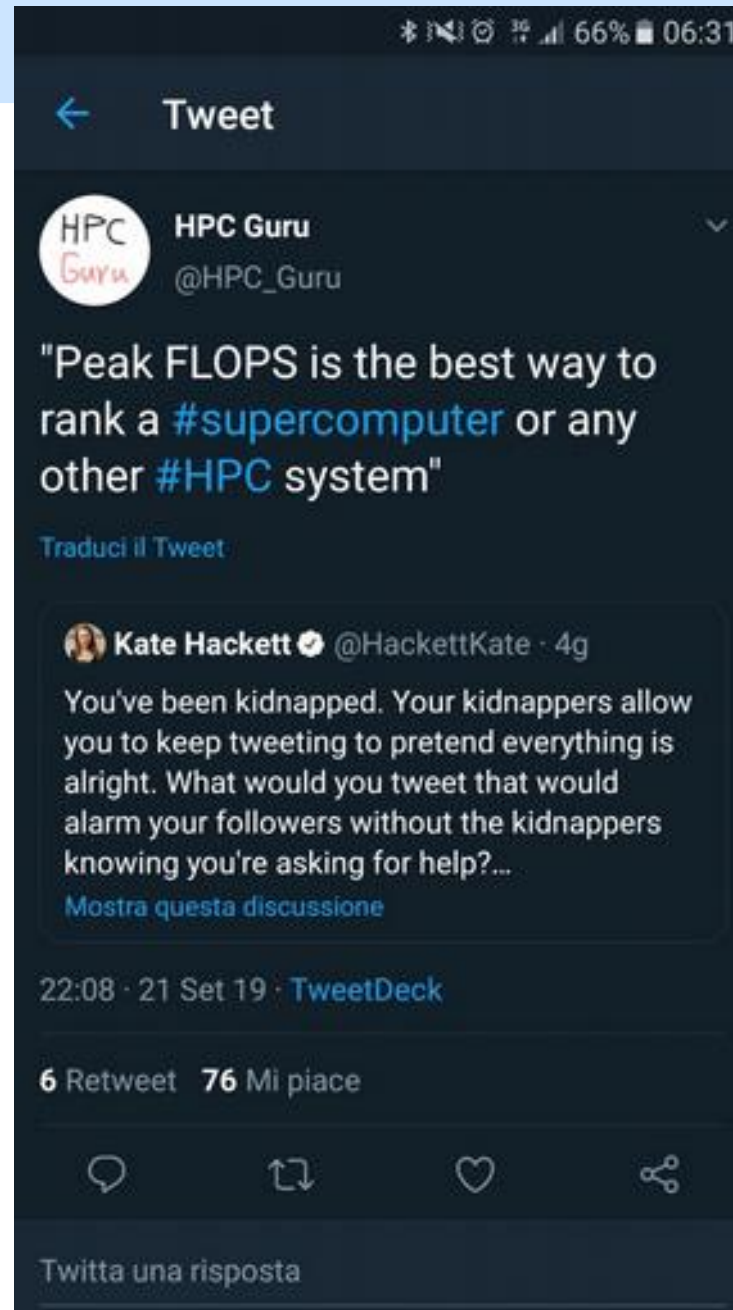 3G 66% 06:31
Tweet
HPC
Guru
HPC Guru
@HPC_Guru
"Peak FLOPS is the best way to
rank a #supercomputer or any
other #HPC system"
Traduci il Tweet
Kate Hackett @HackettKate · 4g
You've been kidnapped. Your kidnappers allow
you to keep tweeting to pretend everything is
alright. What would you tweet that would
alarm your followers without the kidnappers
knowing you're asking for help?...
Mostra questa discussione
22:08 · 21 Set 19 · TweetDeck
6 Retweet 76 Mi piace
Twitta una risposta